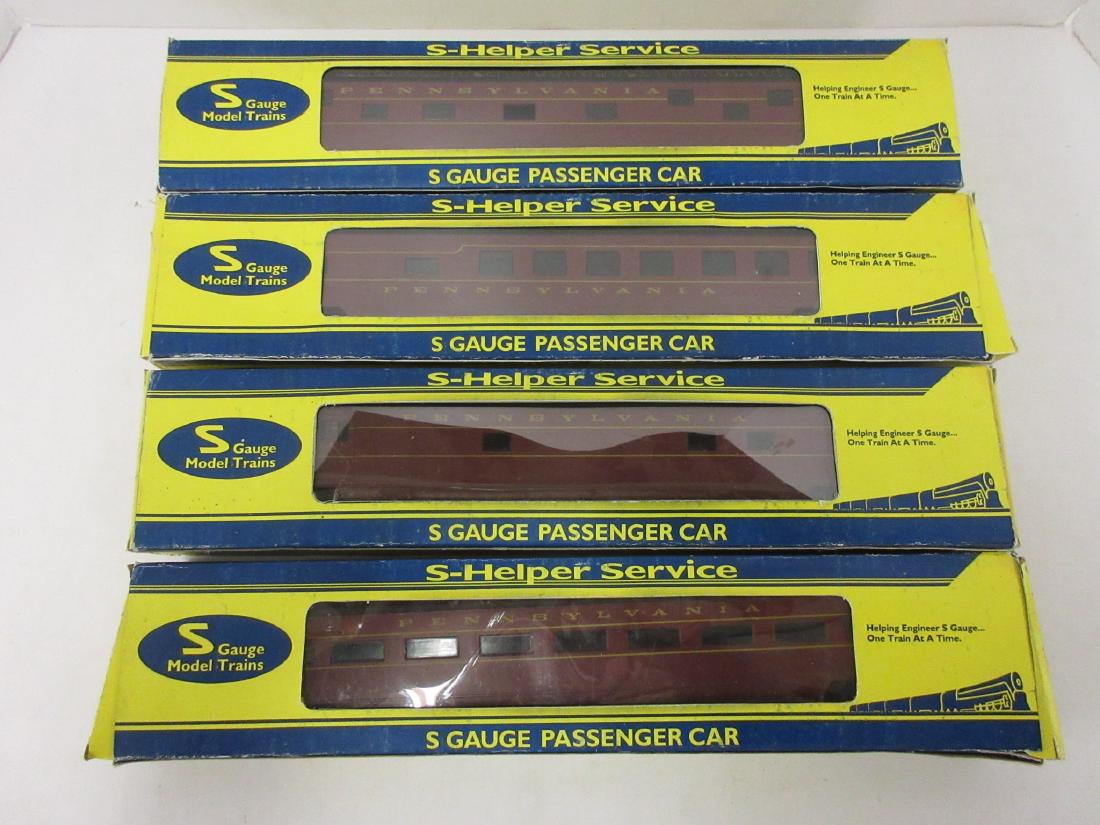 S-Helper Service
S Gauge
Model Trains
PENNSYLVANIA
Helping Engineer S Gauge...
One Train At A Time.
S GAUGE PASSENGER CAR
S-Helper Service
S Gauge
Model Trains
PENNSYLVANIA
Helping Engineer S Gauge...
One Train At A Time.
S GAUGE PASSENGER CAR
S-Helper Service
S Gauge
Model Trains
PENNSYLVANIA
Helping Engineer S Gauge...
One Train At A Time.
S GAUGE PASSENGER CAR
S-Helper Service
S Gauge
Model Trains
PENNSYLVANIA
Helping Engineer S Gauge...
One Train At A Time.
S GAUGE PASSENGER CAR